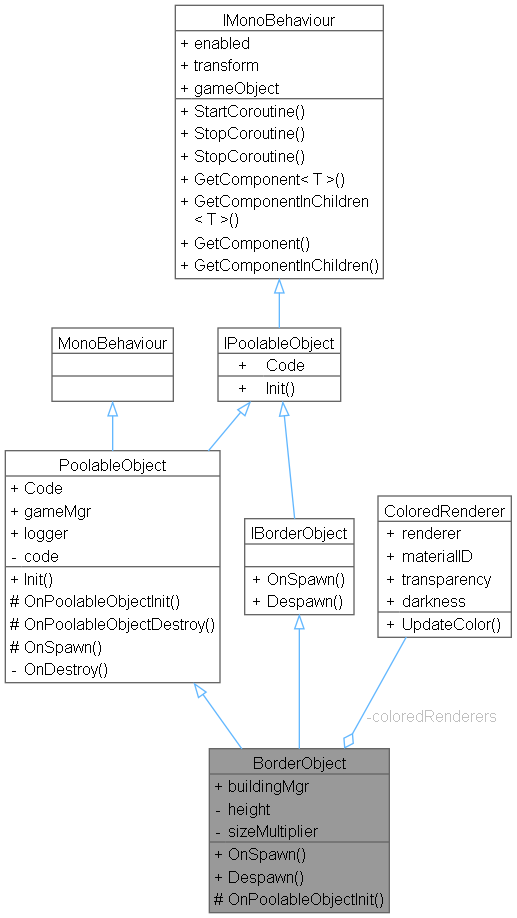 IMonoBehaviour
+ enabled
+ transform
+ gameObject
+ StartCoroutine()
+ StopCoroutine()
+ StopCoroutine()
+ GetComponent< T >()
+ GetComponentInChildren
< T >()
+ GetComponent()
+ GetComponentInChildren()
MonoBehaviour
IPoolableObject
+ Code
+ Init()
PoolableObject
+ Code
+ gameMgr
+ logger
- code
+ Init()
# OnPoolableObjectInit()
# OnPoolableObjectDestroy()
# OnSpawn()
- OnDestroy()
IBorderObject
+ OnSpawn()
+ Despawn()
ColoredRenderer
+ renderer
+ materialID
+ transparency
+ darkness
+ UpdateColor()
-coloredRenderers
BorderObject
+ buildingMgr
- height
- sizeMultiplier
+ OnSpawn()
+ Despawn()
# OnPoolableObjectInit()